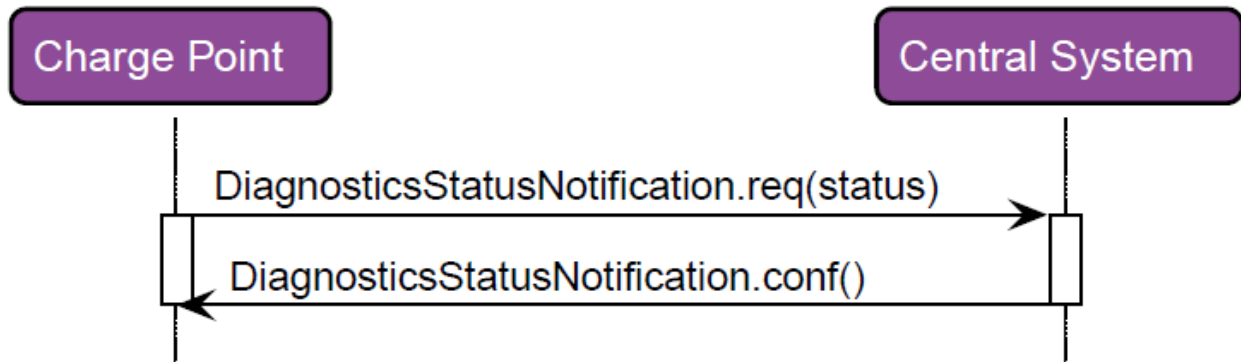 Charge Point
Central System
DiagnosticsStatusNotification.req(status)
DiagnosticsStatusNotification.conf()